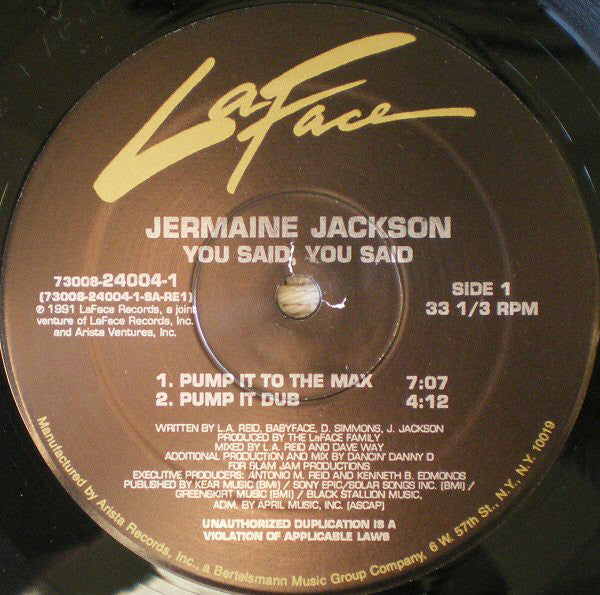 LaFace
JERMAINE JACKSON
YOU SAID, YOU SAID
73008-24004-1
(73008-24004-1-SA-RE1)
℗ 1991 LaFace Records, a joint
venture of LaFace Records, Inc.
and Arista Ventures, Inc.
SIDE 1
33 1/3 RPM
1. PUMP IT TO THE MAX 7:07
2. PUMP IT DUB 4:12
WRITTEN BY L.A. REID, BABYFACE, D. SIMMONS, J. JACKSON
PRODUCED BY THE LaFACE FAMILY
MIXED BY L.A. REID AND DAVE WAY
ADDITIONAL PRODUCTION AND MIX BY DANCIN' DANNY D
FOR SLAM JAM PRODUCTIONS
EXECUTIVE PRODUCERS: ANTONIO M. REID AND KENNETH B. EDMONDS
PUBLISHED BY KEAR MUSIC (BMI) / SONY EPIC/SOLAR SONGS INC. (BMI) /
GREENSKIRT MUSIC (BMI) / BLACK STALLION MUSIC.
ADM. BY APRIL MUSIC, INC. (ASCAP)
UNAUTHORIZED DUPLICATION IS A
VIOLATION OF APPLICABLE LAWS
Manufactured by Arista Records, Inc., a Bertelsmann Music Group Company, 6 W. 57th St., N.Y., N.Y. 10019